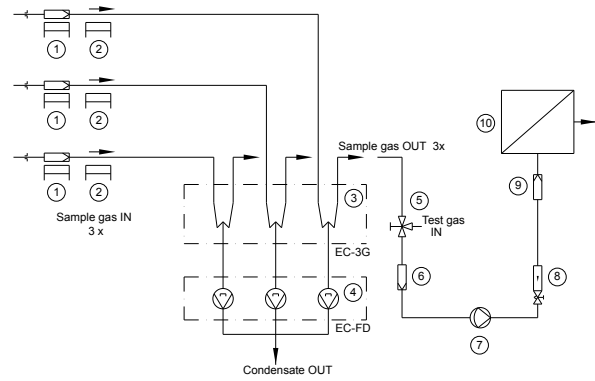 1
2
1
2
10
Sample gas OUT 3x
9
1
2
3
5
Sample gas IN
3 x
Test gas
IN
EC-3G
6
8
4
EC-FD
7
Condensate OUT